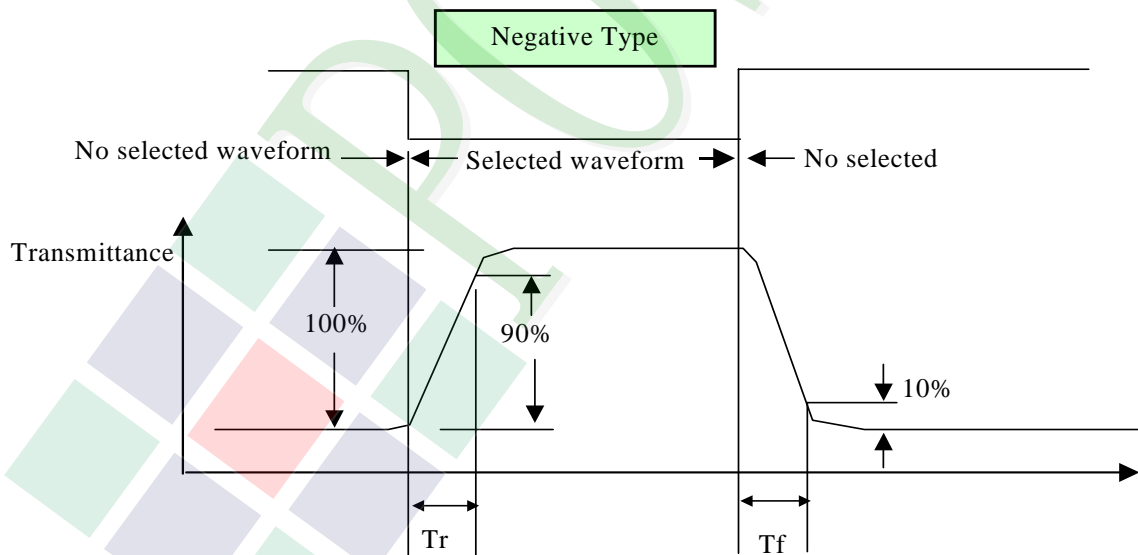 Negative Type
No selected waveform
Selected waveform
No selected
Transmittance
100%
90%
10%
Tr
Tf